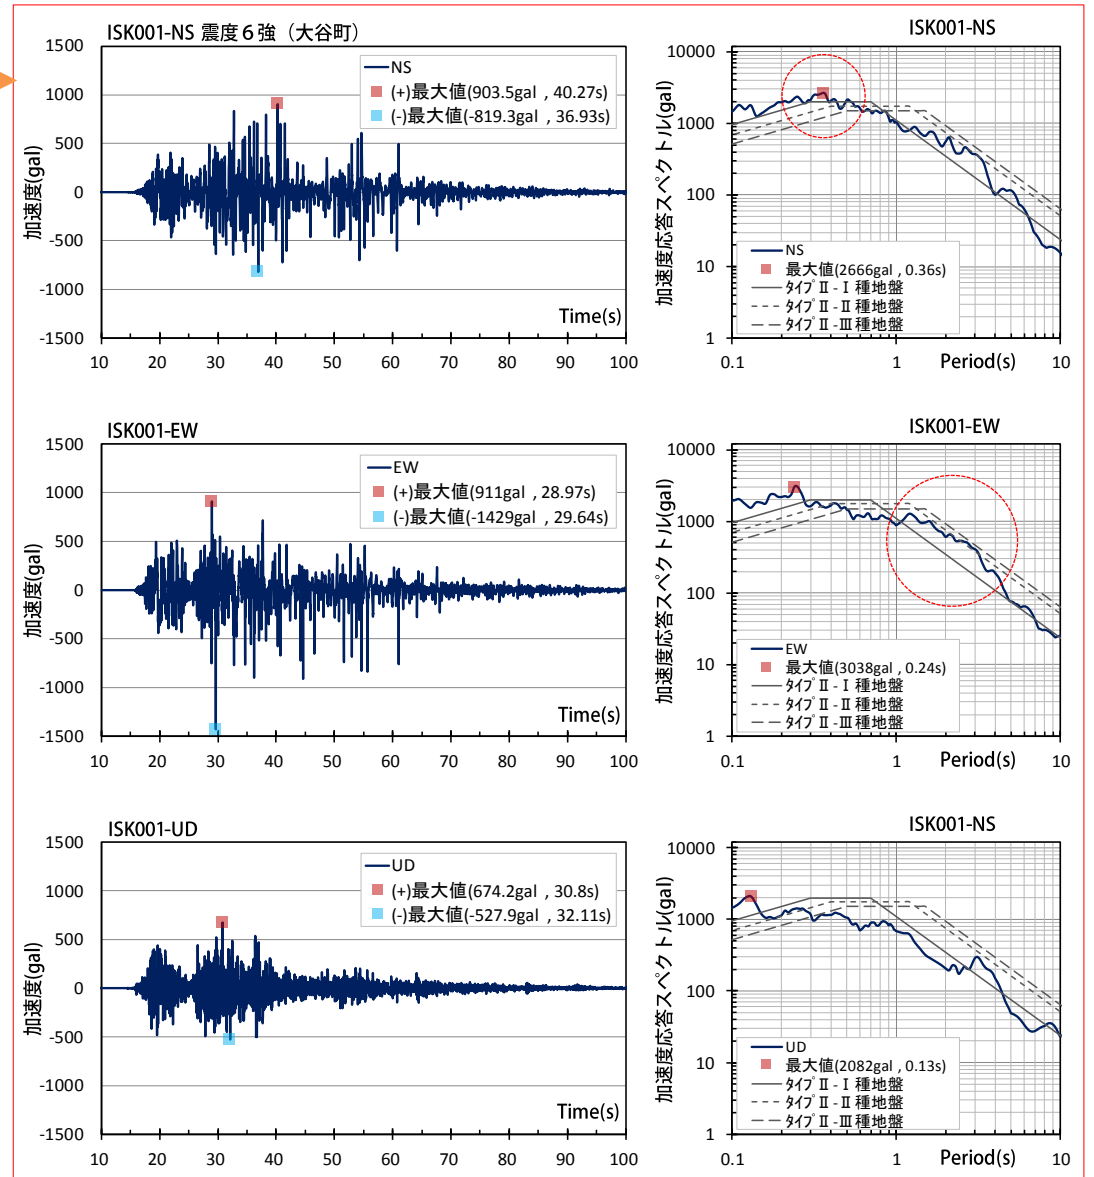 ISK001-NS 震度６強（大谷町）
加速度(gal)
1500
1000
500
0
-500
-1000
-1500
NS
(+)最大値(903.5gal , 40.27s)
(-)最大値(-819.3gal , 36.93s)
Time(s)
10 20 30 40 50 60 70 80 90 100
ISK001-NS
加速度応答スペクトル(gal)
10000
1000
100
10
1
NS
最大値(2666gal , 0.36s)
ﾀｲﾌﾟⅡ-Ⅰ種地盤
ﾀｲﾌﾟⅡ-Ⅱ種地盤
ﾀｲﾌﾟⅡ-Ⅲ種地盤
0.1 1 10
Period(s)
ISK001-EW
加速度(gal)
1500
1000
500
0
-500
-1000
-1500
EW
(+)最大値(911gal , 28.97s)
(-)最大値(-1429gal , 29.64s)
Time(s)
10 20 30 40 50 60 70 80 90 100
ISK001-EW
加速度応答スペクトル(gal)
10000
1000
100
10
1
EW
最大値(3038gal , 0.24s)
ﾀｲﾌﾟⅡ-Ⅰ種地盤
ﾀｲﾌﾟⅡ-Ⅱ種地盤
ﾀｲﾌﾟⅡ-Ⅲ種地盤
0.1 1 10
Period(s)
ISK001-UD
加速度(gal)
1500
1000
500
0
-500
-1000
-1500
UD
(+)最大値(674.2gal , 30.8s)
(-)最大値(-527.9gal , 32.11s)
Time(s)
10 20 30 40 50 60 70 80 90 100
ISK001-NS
加速度応答スペクトル(gal)
10000
1000
100
10
1
UD
最大値(2082gal , 0.13s)
ﾀｲﾌﾟⅡ-Ⅰ種地盤
ﾀｲﾌﾟⅡ-Ⅱ種地盤
ﾀｲﾌﾟⅡ-Ⅲ種地盤
0.1 1 10
Period(s)